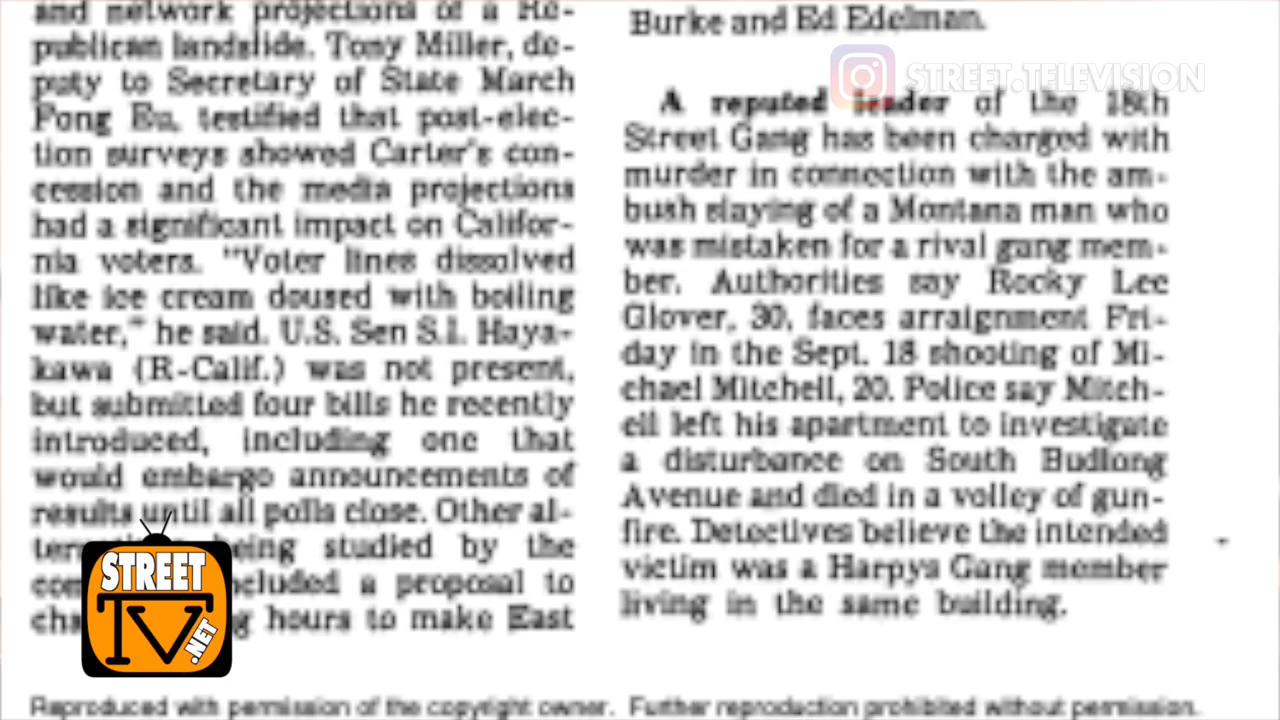 and network projections of a Re-
publican landslide. Tony Miller, de-
puty to Secretary of State March
Fong Eu, testified that post-elec-
tion surveys showed Carter's con-
cession and the media projections
had a significant impact on Califor-
nia voters. "Voter lines dissolved
like ice cream doused with boiling
water," he said. U.S. Sen S.I. Haya-
kawa (R-Calif.) was not present,
but submitted four bills he recently
introduced, including one that
would embargo announcements of
results until all polls close. Other al-
being studied by the
included a proposal to
hours to make East
Burke and Ed Edelman.
A reputed leader of the 18th
Street Gang has been charged with
murder in connection with the am-
bush slaying of a Montana man who
was mistaken for a rival gang mem-
ber. Authorities say Rocky Lee
Glover, 30, faces arraignment Fri-
day in the Sept. 18 shooting of Mi-
chael Mitchell, 20. Police say Mitch-
ell left his apartment to investigate
a disturbance on South Budlong
Avenue and died in a volley of gun-
fire. Detectives believe the intended
victim was a Harpys Gang member
living in the same building.
Reproduced with permission of the copyright owner. Further reproduction prohibited without permission.
STREET.TELEVISION
STREET
TV
.NET